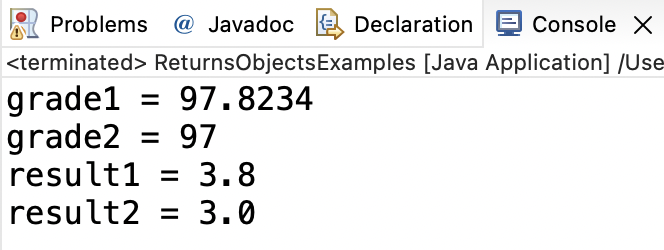 Problems Javadoc Declaration Console
<terminated> ReturnsObjectsExamples [Java Application] /Use
grade1 = 97.8234
grade2 = 97
result1 = 3.8
result2 = 3.0